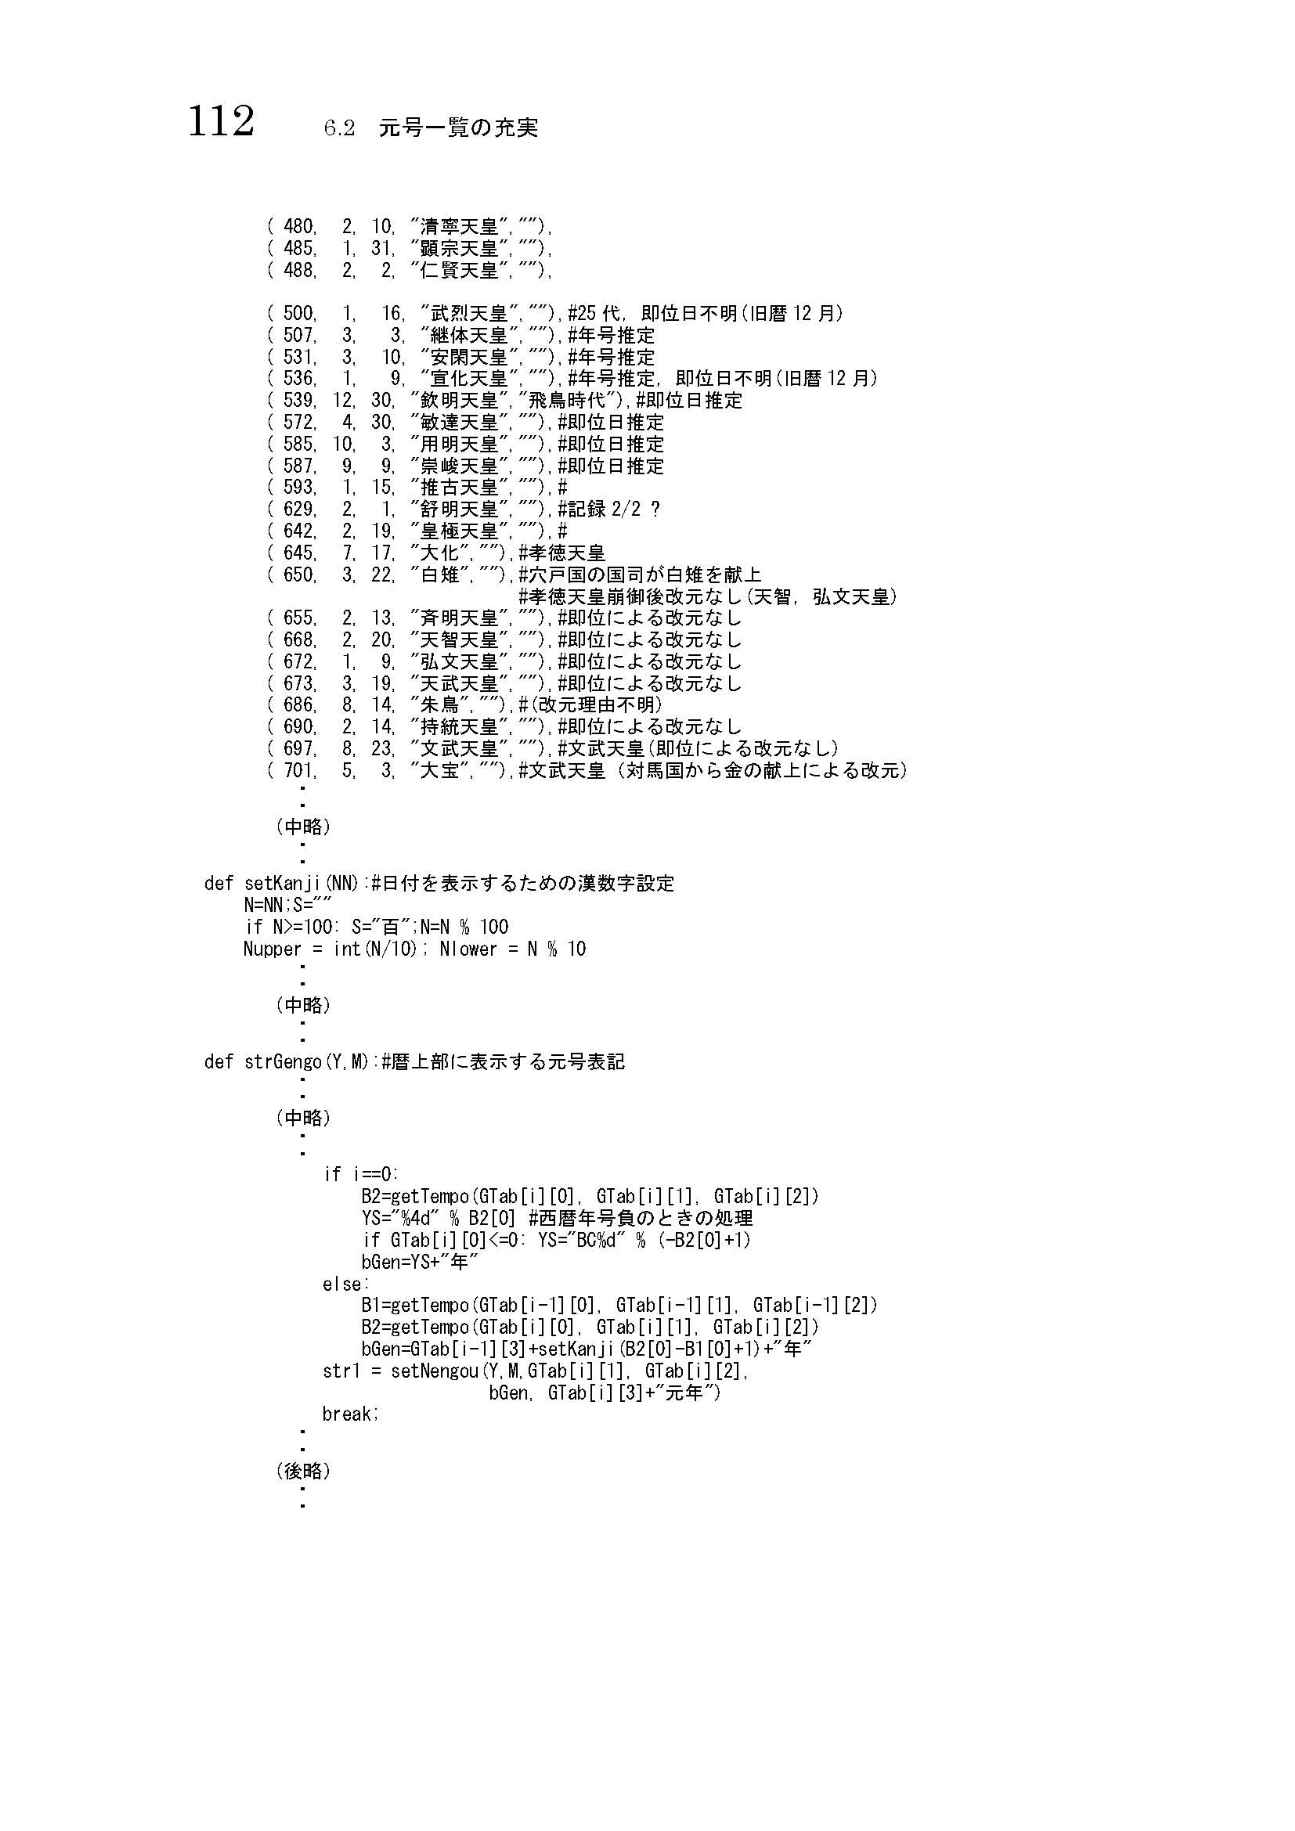 112 6.2 元号一覧の充実
( 480, 2, 10, "清寧天皇",""),
( 485, 1, 31, "顕宗天皇",""),
( 488, 2, 2, "仁賢天皇",""),
( 500, 1, 16, "武烈天皇",""),#25 代, 即位日不明(旧暦 12 月)
( 507, 3, 3, "継体天皇",""),#年号推定
( 531, 3, 10, "安閑天皇",""),#年号推定
( 536, 1, 9, "宣化天皇",""),#年号推定, 即位日不明(旧暦 12 月)
( 539, 12, 30, "欽明天皇","飛鳥時代"),#即位日推定
( 572, 4, 30, "敏達天皇",""),#即位日推定
( 585, 10, 3, "用明天皇",""),#即位日推定
( 587, 9, 9, "崇峻天皇",""),#即位日推定
( 593, 1, 15, "推古天皇",""),#
( 629, 2, 1, "舒明天皇",""),#記録 2/2 ?
( 642, 2, 19, "皇極天皇",""),#
( 645, 7, 17, "大化",""),#孝徳天皇
( 650, 3, 22, "白雉",""),#穴戸国の国司が白雉を献上
#孝徳天皇崩御後改元なし(天智, 弘文天皇)
( 655, 2, 13, "斉明天皇",""),#即位による改元なし
( 668, 2, 20, "天智天皇",""),#即位による改元なし
( 672, 1, 9, "弘文天皇",""),#即位による改元なし
( 673, 3, 19, "天武天皇",""),#即位による改元なし
( 686, 8, 14, "朱鳥",""),#(改元理由不明)
( 690, 2, 14, "持統天皇",""),#即位による改元なし
( 697, 8, 23, "文武天皇",""),#文武天皇(即位による改元なし)
( 701, 5, 3, "大宝",""),#文武天皇 (対馬国から金の献上による改元)
・
・
(中略)
・
・
def setKanji(NN):#日付を表示するための漢数字設定
N=NN;S=""
if N>=100: S="百";N=N % 100
Nupper = int(N/10); Nlower = N % 10
・
・
(中略)
・
・
def strGengo(Y,M):#暦上部に表示する元号表記
・
・
(中略)
・
・
if i==0:
B2=getTempo(GTab[i][0], GTab[i][1], GTab[i][2])
YS="%4d" % B2[0] #西暦年号負のときの処理
if GTab[i][0]<=0: YS="BC%d" % (-B2[0]+1)
bGen=YS+"年"
else:
B1=getTempo(GTab[i-1][0], GTab[i-1][1], GTab[i-1][2])
B2=getTempo(GTab[i][0], GTab[i][1], GTab[i][2])
bGen=GTab[i-1][3]+setKanji(B2[0]-B1[0]+1)+"年"
str1 = setNengou(Y,M,GTab[i][1], GTab[i][2],
bGen, GTab[i][3]+"元年")
break;
・
・
(後略)
・
・